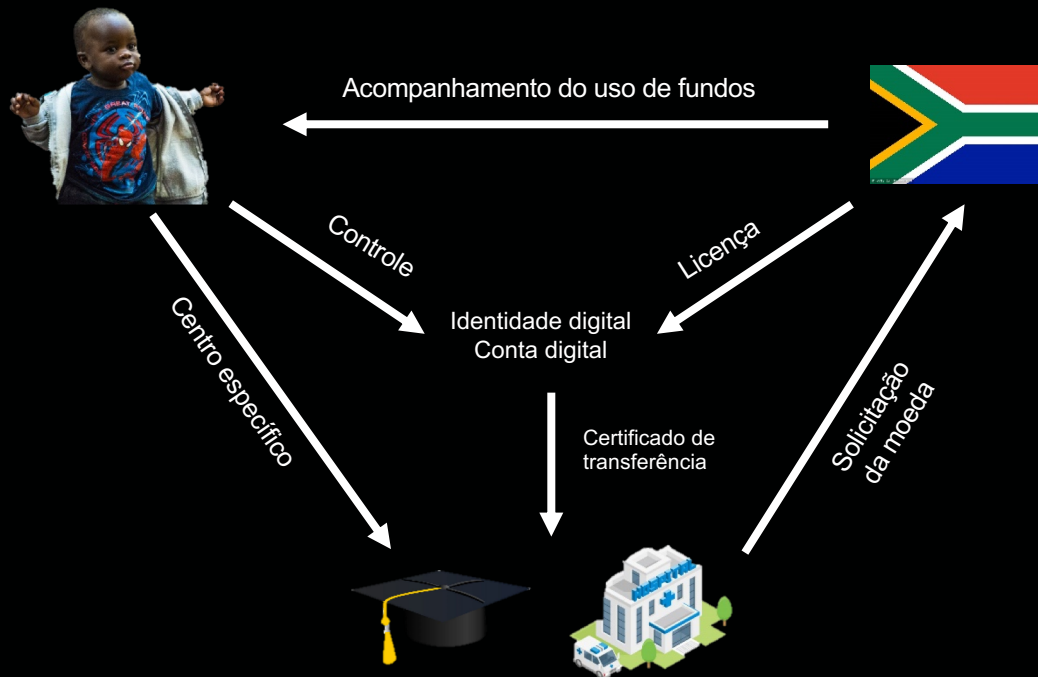 Acompanhamento do uso de fundos
Controle
Licença
Identidade digital
Conta digital
Centro específico
Certificado de
transferência
Solicitação
da moeda
HOSPITAL